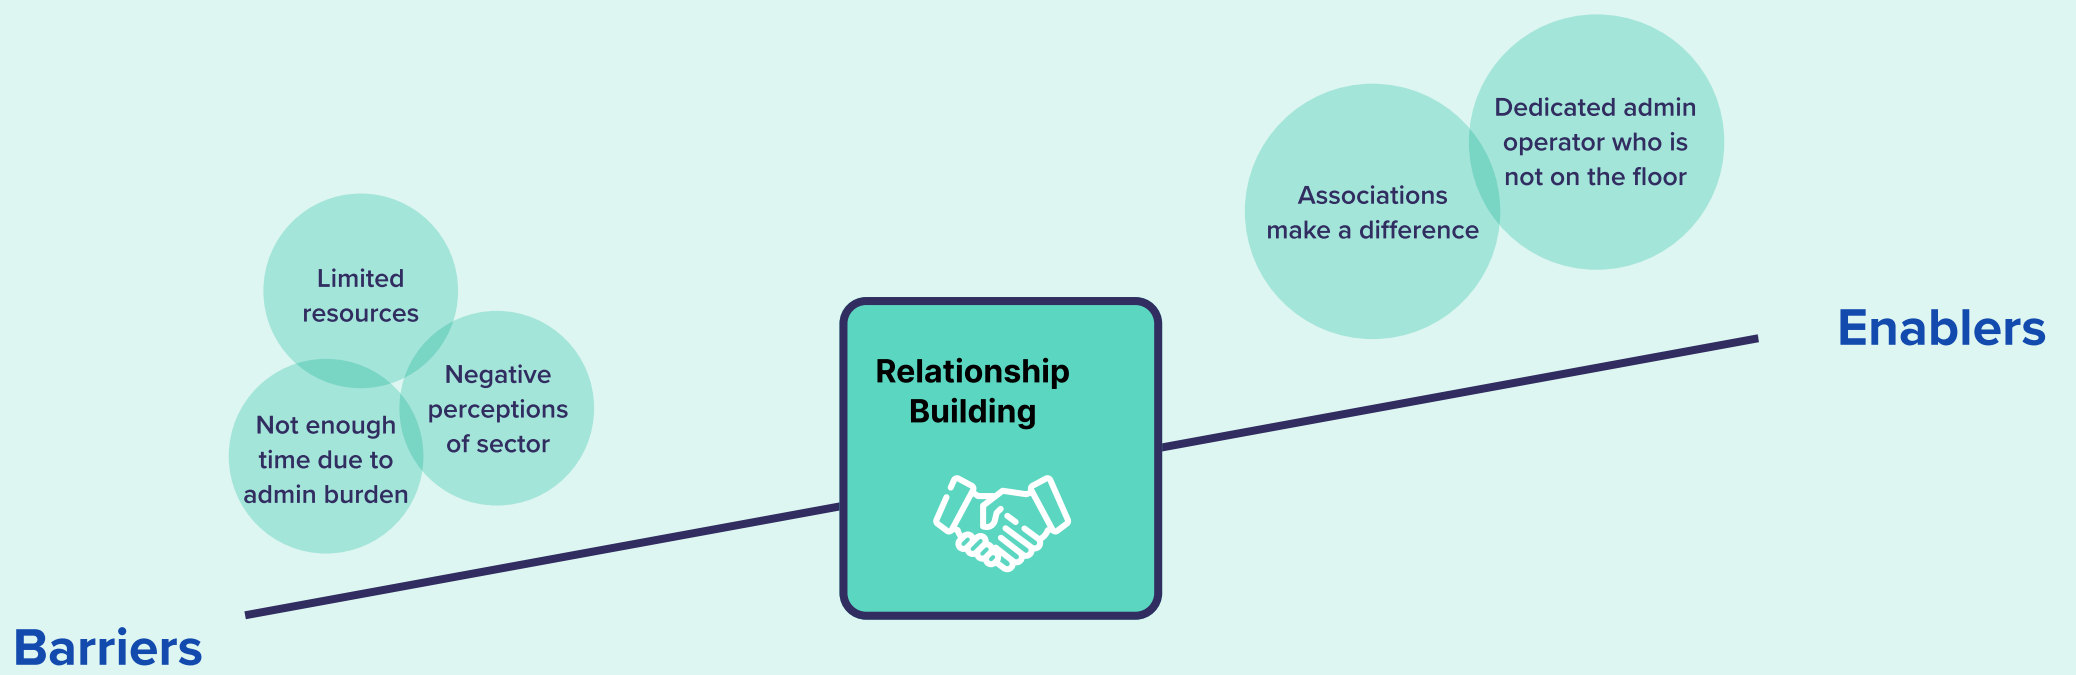 Limited
resources
Negative
perceptions
of sector
Not enough
time due to
admin burden
Barriers
Relationship
Building
Associations
make a difference
Dedicated admin
operator who is
not on the floor
Enablers